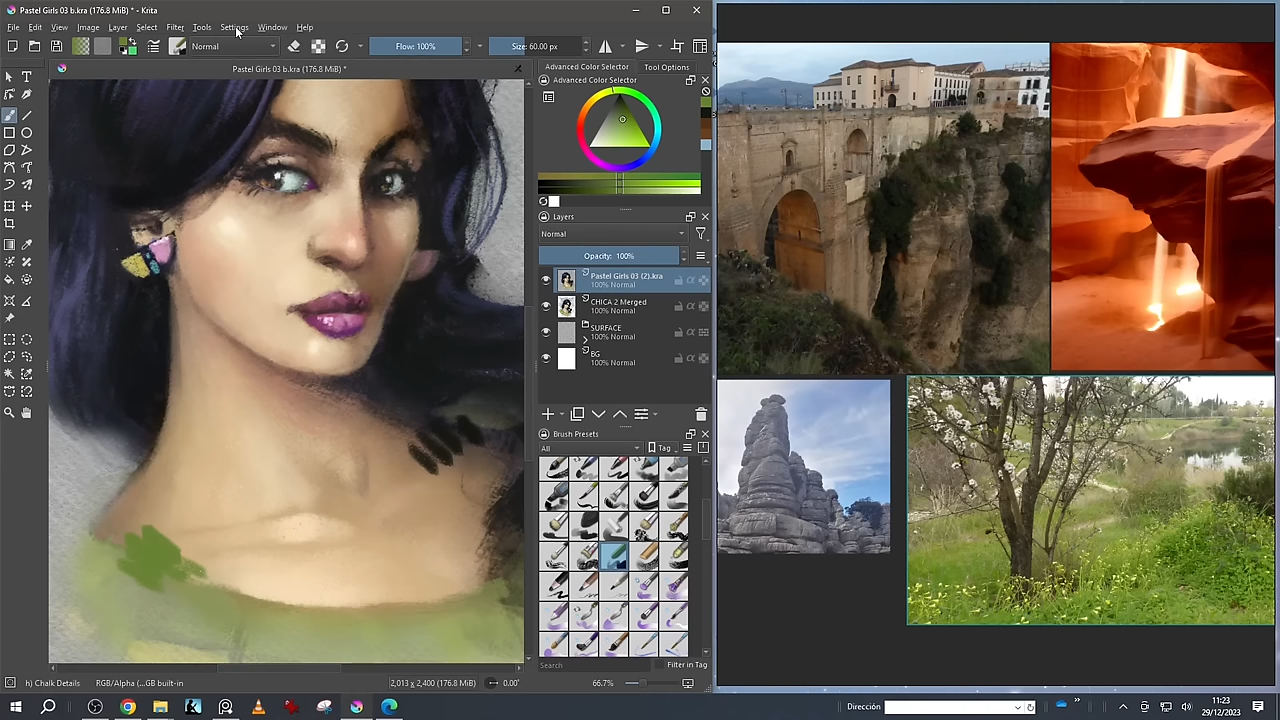 Pastel Girls 03 b.kra (176.8 MiB) * - Krita
File Edit View Image Layer Select Filter Tools Settings Window Help
Normal
Flow: 100%
Size: 60.00 px
Pastel Girls 03 b.kra (176.8 MiB) *
Advanced Color Selector
Tool Options
Advanced Color Selector
Layers
Normal
Opacity: 100%
Pastel Girls 03 (2).kra
100% Normal
CHICA 2 Merged
100% Normal
SURFACE
100% Normal
BG
100% Normal
Brush Presets
All
Tag
Search
Filter in Tag
h) Chalk Details
RGB/Alpha (...GB built-in
2,013 x 2,400 (176.8 MiB)
0.00°
66.7%
Dirección
11:23
29/12/2023